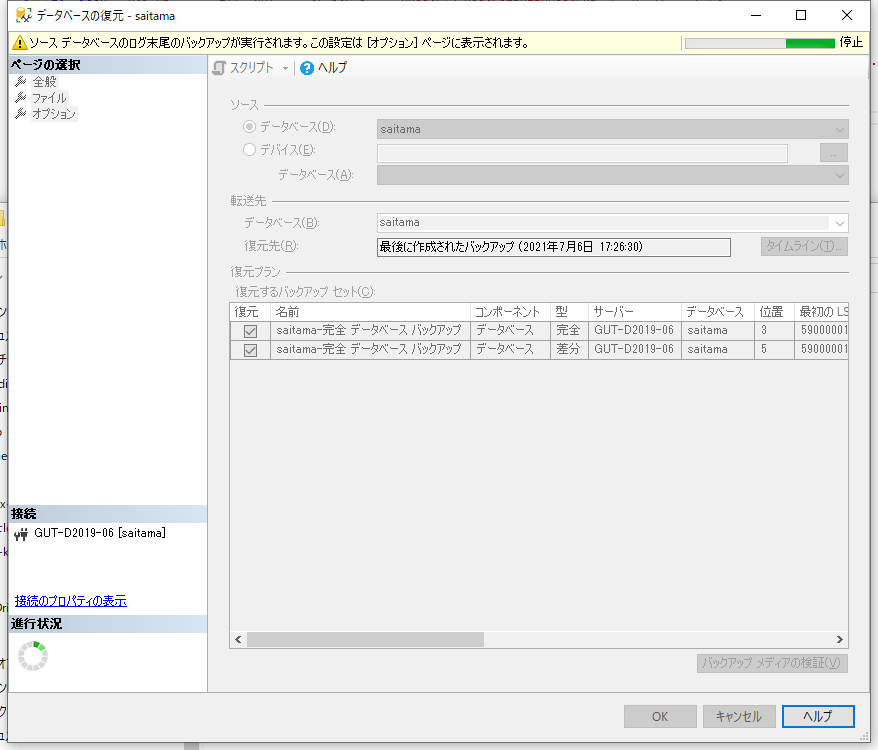 データベースの復元 - saitama
ソース データベースのログ末尾のバックアップが実行されます。この設定は [オプション] ページに表示されます。
停止
ページの選択
全般
ファイル
オプション
スクリプト
ヘルプ
ソース
データベース(D):
saitama
デバイス(E):
...
データベース(A):
転送先
データベース(B):
saitama
復元先(R):
最後に作成されたバックアップ (2021年7月6日 17:26:30)
タイムライン(T)...
復元プラン
復元するバックアップ セット(C):
復元 名前 コンポーネント 型 サーバー データベース 位置 最初の LS
saitama-完全 データベース バックアップ データベース 完全 GUT-D2019-06 saitama 3 59000001
saitama-完全 データベース バックアップ データベース 差分 GUT-D2019-06 saitama 5 59000001
接続
GUT-D2019-06 [saitama]
接続のプロパティの表示
進行状況
バックアップ メディアの検証(V)
OK
キャンセル
ヘルプ